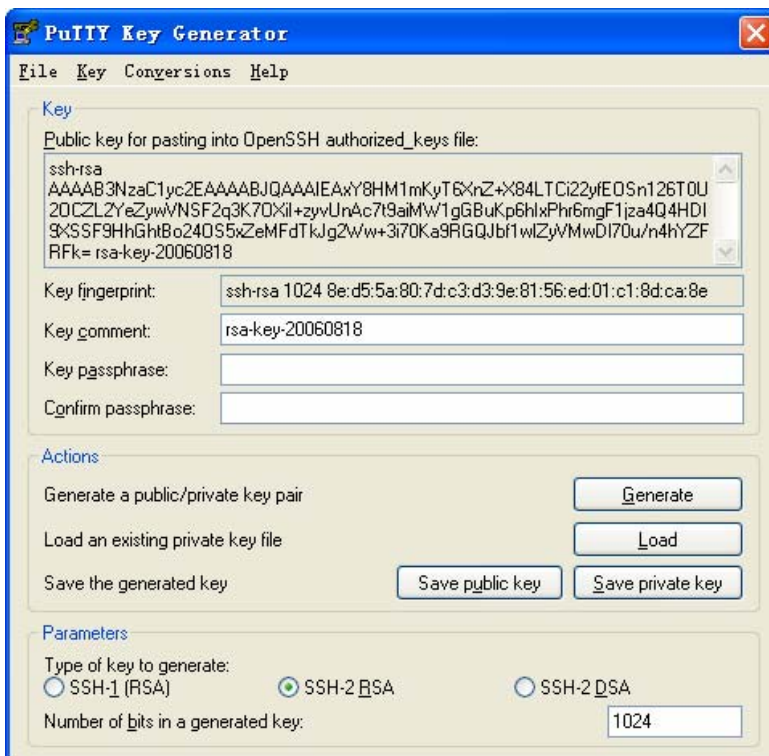 PuTTY Key Generator
File Key Conversions Help
Key
Public key for pasting into OpenSSH authorized_keys file:
ssh-rsa
AAAAB3NzaC1yc2EAAAABJQAAAIEAxY8HM1mKyT6XnZ+X84LTCi22yfEOSn126T0U
2OCZL2YeZywVNSF2q3K7OXiI+zyvUnAc7t9aiMW1gGBuKp6hIxPhr6mgF1jza4Q4HDI
9XSSF9HhGhtBo24OS5xZeMFdTkJg2Ww+3i70Ka9RGQJbf1wIZyVMwDI70u/n4hYZF
RFk= rsa-key-20060818
Key fingerprint: ssh-rsa 1024 8e:d5:5a:80:7d:c3:d3:9e:81:56:ed:01:c1:8d:ca:8e
Key comment: rsa-key-20060818
Key passphrase:
Confirm passphrase:
Actions
Generate a public/private key pair Generate
Load an existing private key file Load
Save the generated key Save public key Save private key
Parameters
Type of key to generate:
SSH-1 (RSA) SSH-2 RSA SSH-2 DSA
Number of bits in a generated key: 1024